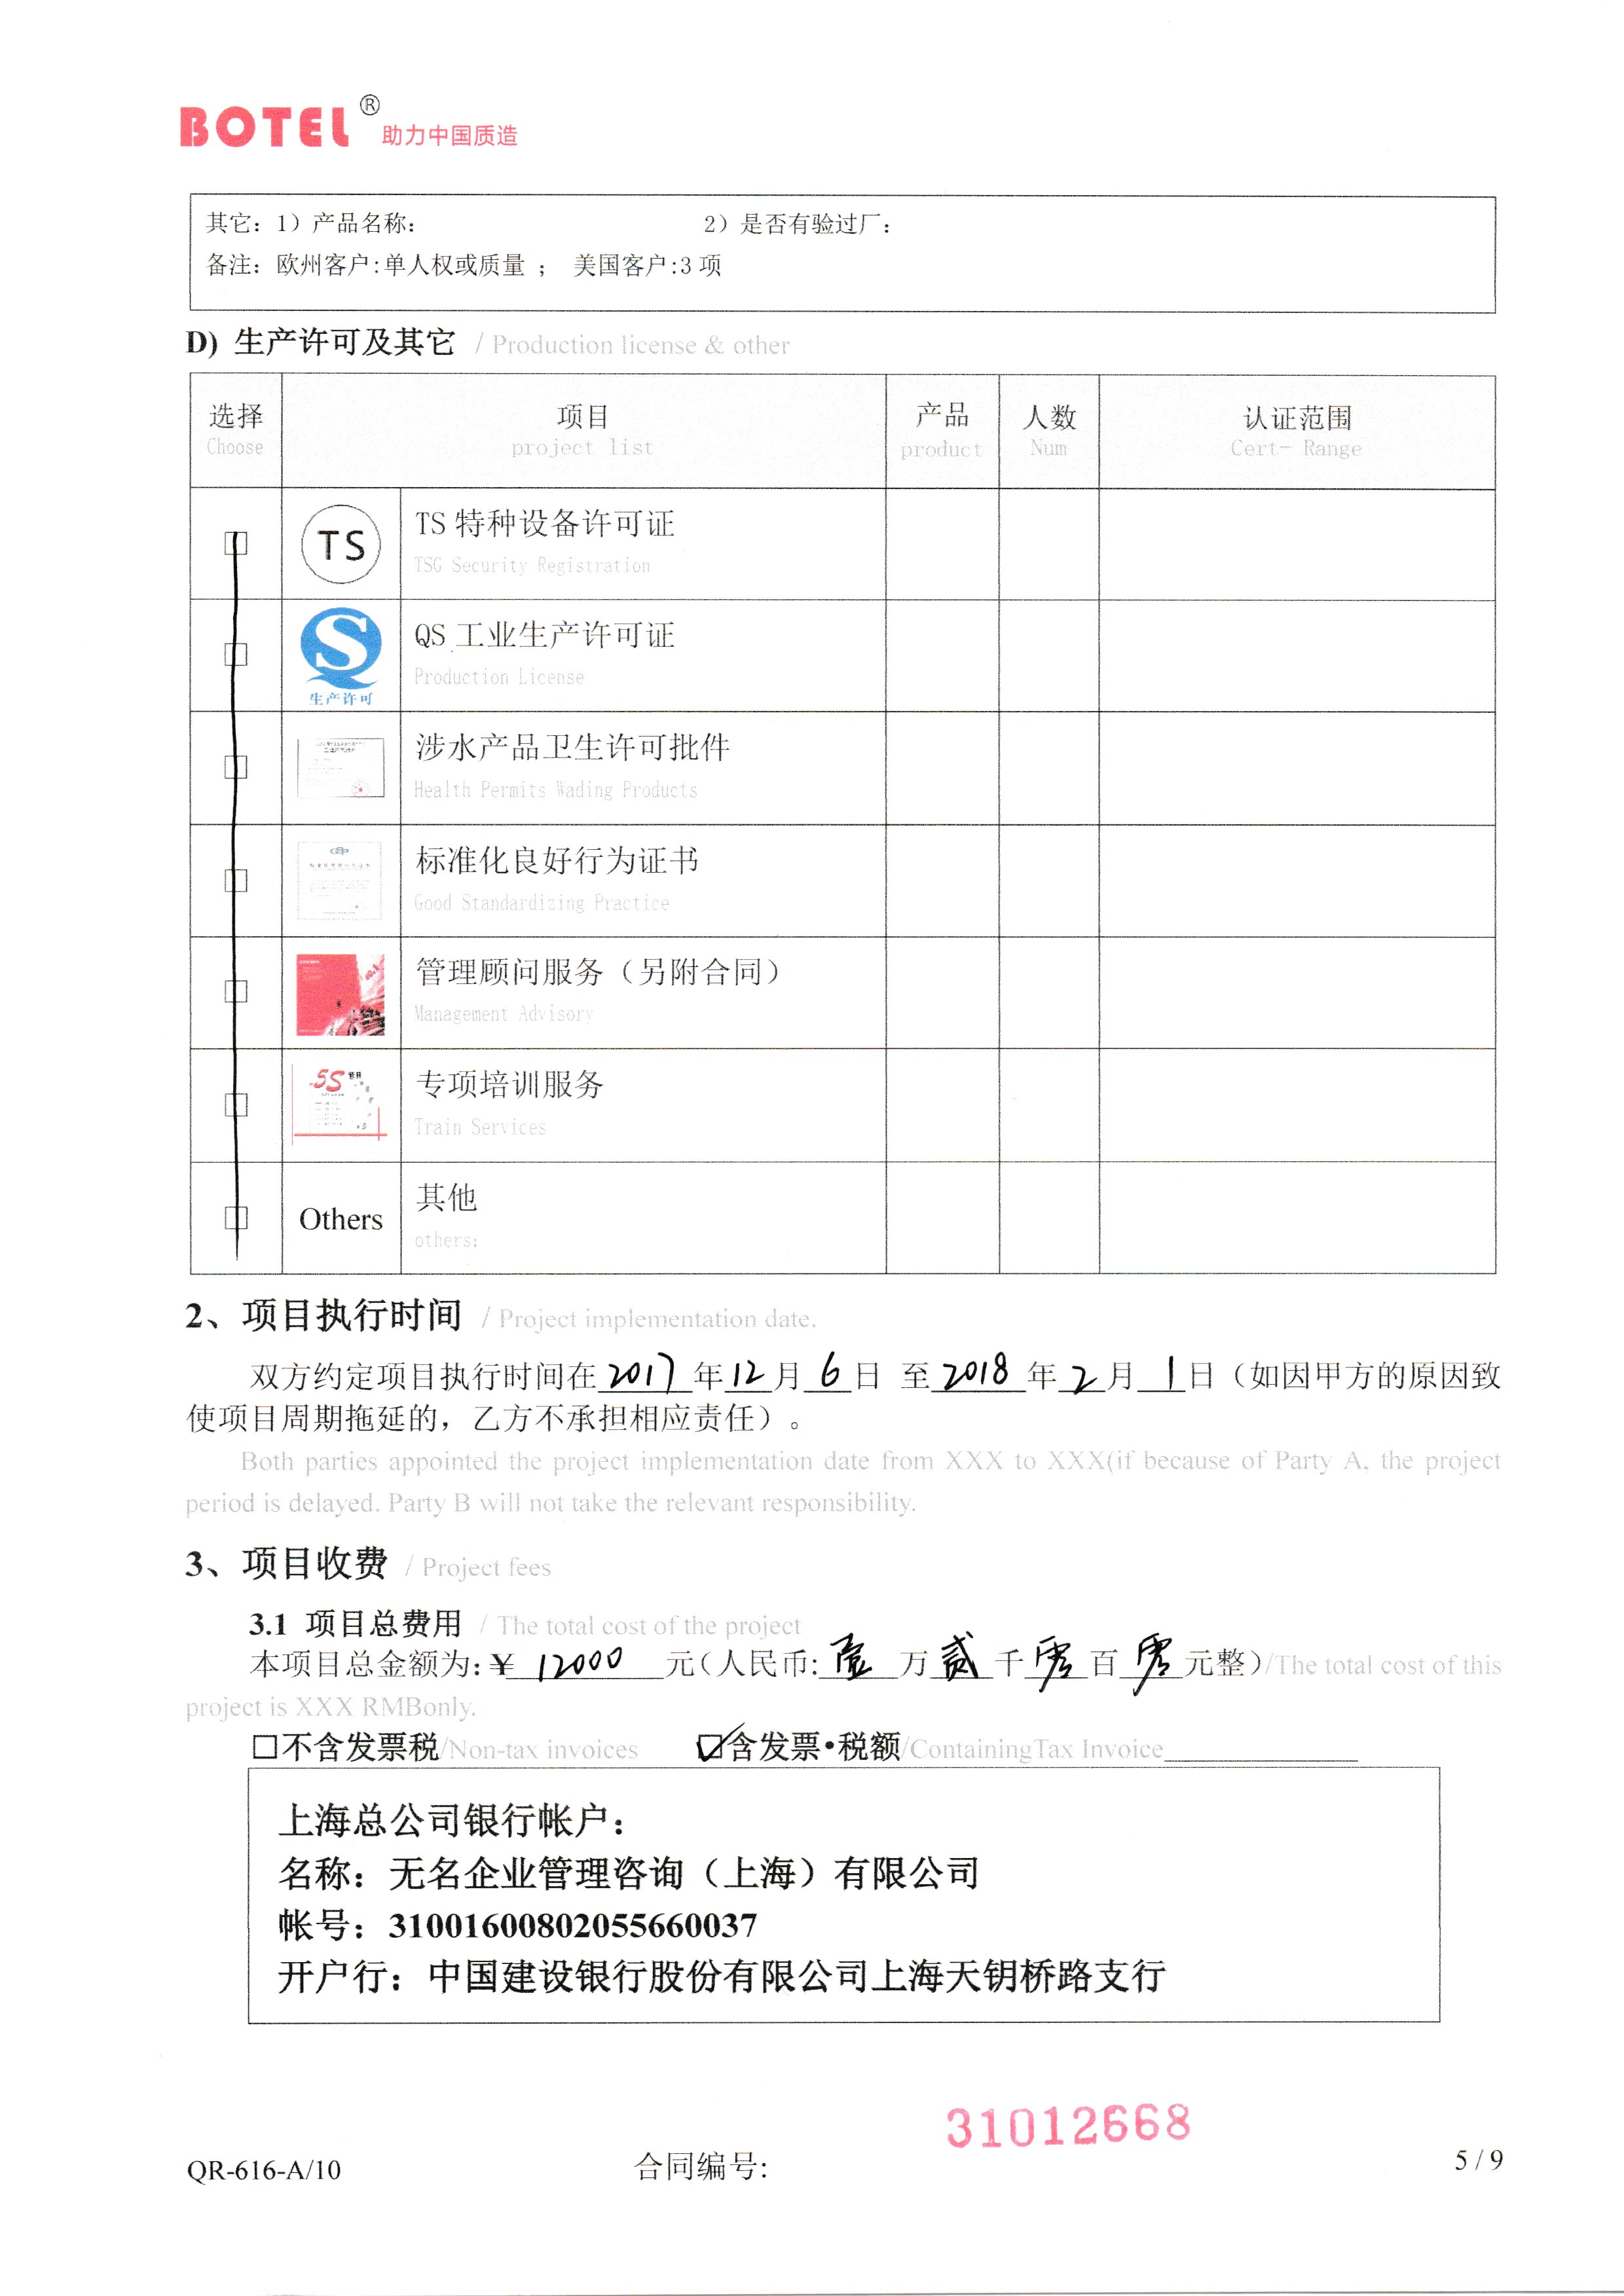 BOTEL® 助力中国质造
其它：1）产品名称： 2）是否有验过厂：
备注：欧州客户:单人权或质量 ； 美国客户:3 项
D) 生产许可及其它 / Production license & other
选择 项目 产品 人数 认证范围
Choose project list product Num Cert- Range
TS TS 特种设备许可证
TSG Security Registration
QS 工业生产许可证
生产许可 Production License
涉水产品卫生许可批件
Health Permits Wading Products
标准化良好行为证书
Good Standardizing Practice
管理顾问服务（另附合同）
Management Advisory
5S 专项培训服务
Train Services
Others 其他
others:
2、项目执行时间 / Project implementation date.
双方约定项目执行时间在 2017 年 12 月 6 日 至 2018 年 2 月 1 日（如因甲方的原因致
使项目周期拖延的，乙方不承担相应责任）。
Both parties appointed the project implementation date from XXX to XXX(if because of Party A, the project
period is delayed. Party B will not take the relevant responsibility.
3、项目收费 / Project fees
3.1 项目总费用 / The total cost of the project
本项目总金额为:¥ 12000 元(人民币: 壹 万 贰 千 零 百 零 元整)/The total cost of this
project is XXX RMBonly.
□不含发票税/Non-tax invoices ☑含发票•税额/ContainingTax Invoice
上海总公司银行帐户：
名称：无名企业管理咨询（上海）有限公司
帐号：31001600802055660037
开户行：中国建设银行股份有限公司上海天钥桥路支行
31012668
QR-616-A/10 合同编号: 5 / 9